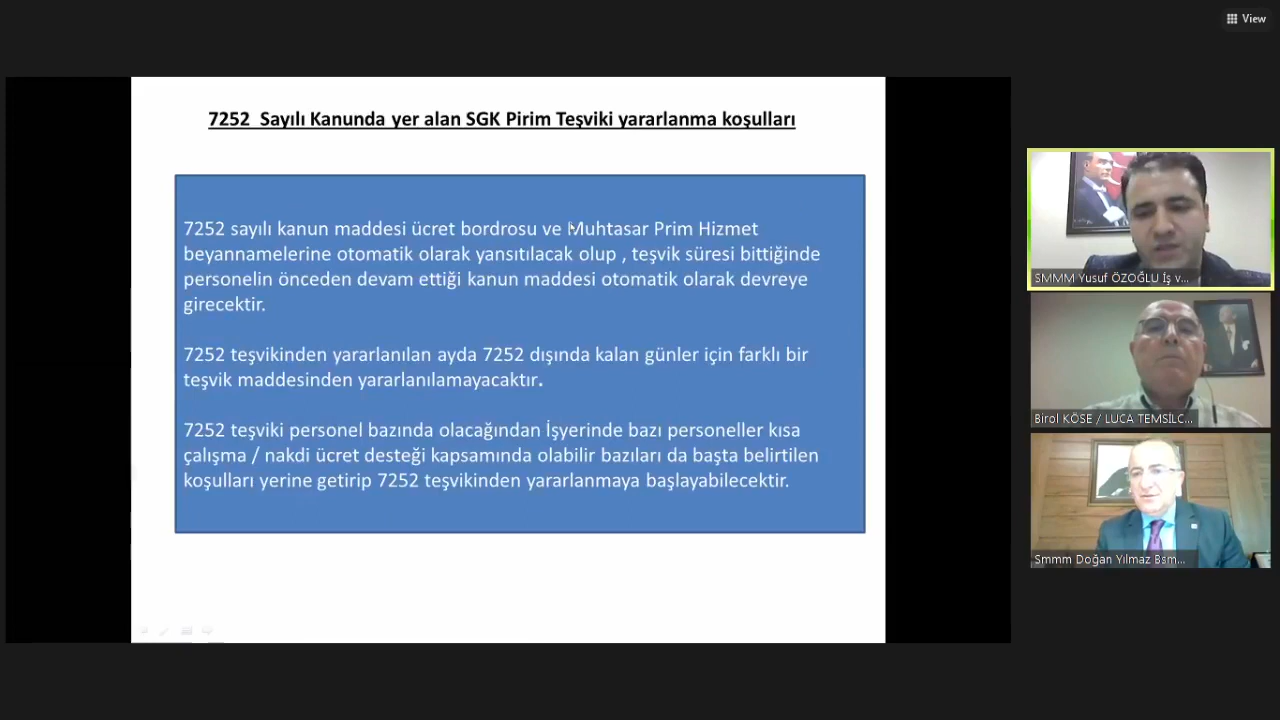 View
7252 Sayılı Kanunda yer alan SGK Pirim Teşviki yararlanma koşulları
7252 sayılı kanun maddesi ücret bordrosu ve Muhtasar Prim Hizmet
beyannamelerine otomatik olarak yansıtılacak olup , teşvik süresi bittiğinde
personelin önceden devam ettiği kanun maddesi otomatik olarak devreye
girecektir.
7252 teşvikinden yararlanılan ayda 7252 dışında kalan günler için farklı bir
teşvik maddesinden yararlanılamayacaktır.
7252 teşviki personel bazında olacağından İşyerinde bazı personeller kısa
çalışma / nakdi ücret desteği kapsamında olabilir bazıları da başta belirtilen
koşulları yerine getirip 7252 teşvikinden yararlanmaya başlayabilecektir.
SMMM Yusuf ÖZOĞLU İş v...
Birol KÖSE / LUCA TEMSİLC...
Smmm Doğan Yılmaz Bsm...